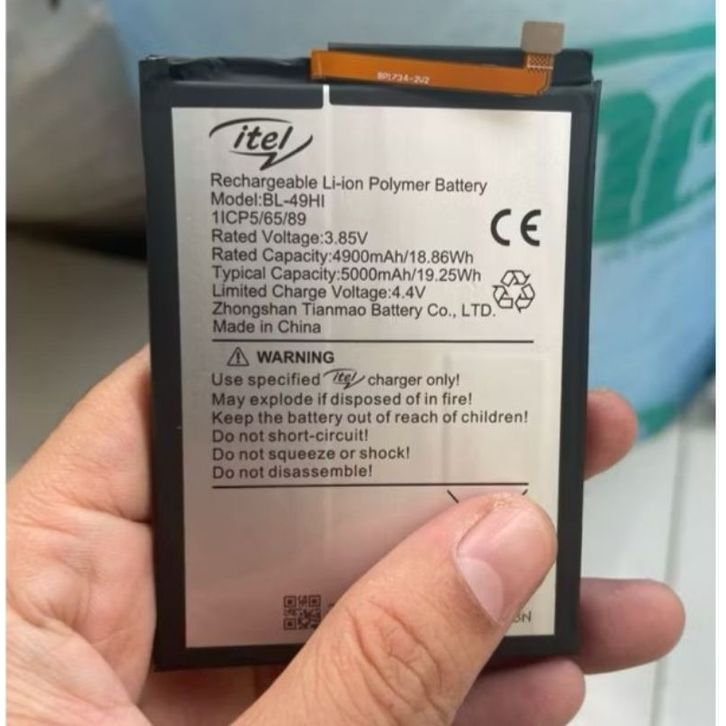 BP1734-2U2
itel
Rechargeable Li-ion Polymer Battery
Model:BL-49HI
1ICP5/65/89
Rated Voltage:3.85V
Rated Capacity:4900mAh/18.86Wh
Typical Capacity:5000mAh/19.25Wh
Limited Charge Voltage:4.4V
Zhongshan Tianmao Battery Co., LTD.
Made in China
CE
WARNING
Use specified itel charger only!
May explode if disposed of in fire!
Keep the battery out of reach of children!
Do not short-circuit!
Do not squeeze or shock!
Do not disassemble!